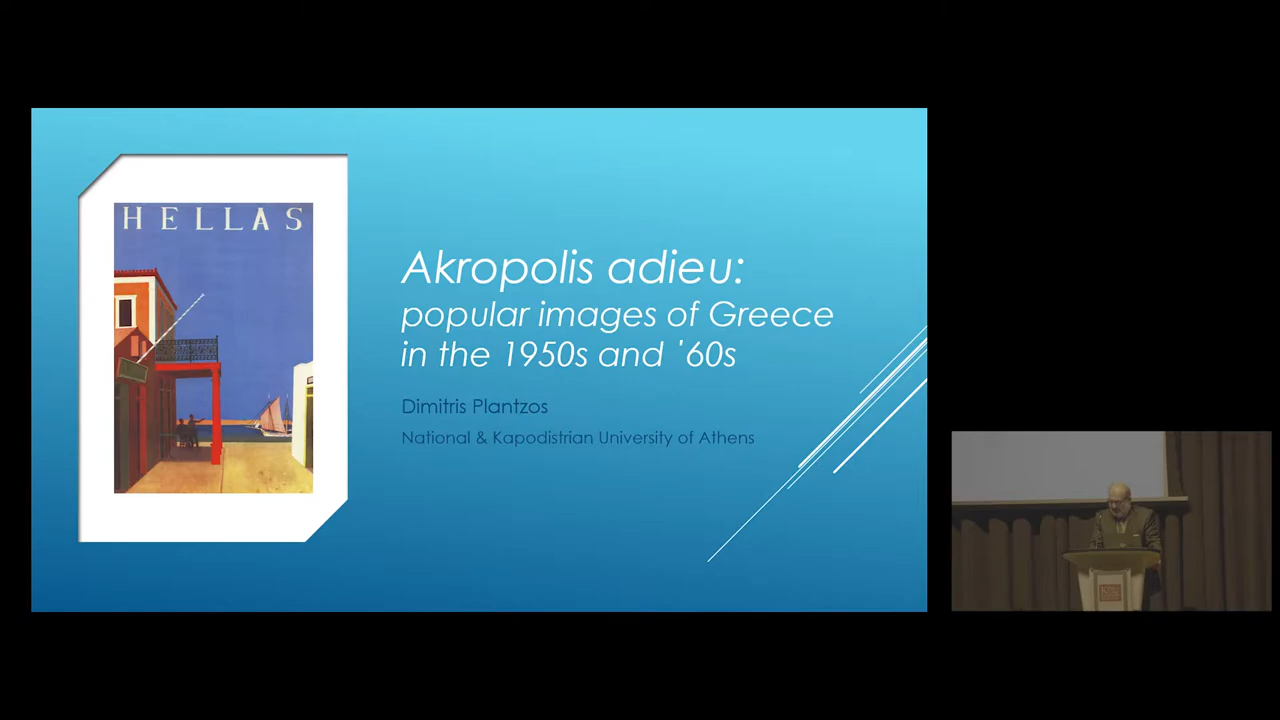 HELLAS
Akropolis adieu:
popular images of Greece
in the 1950s and '60s
Dimitris Plantzos
National & Kapodistrian University of Athens